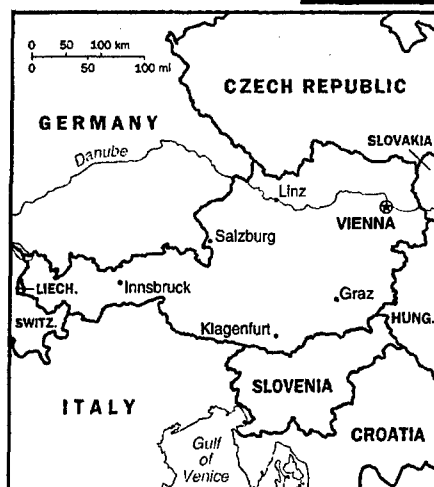 0 50 100 km
0 50 100 mi
CZECH REPUBLIC
GERMANY
SLOVAKIA
Danube
Linz
VIENNA
Salzburg
LIECH.
Innsbruck
Graz
SWITZ.
HUNG.
Klagenfurt
SLOVENIA
ITALY
CROATIA
Gulf
of
Venice